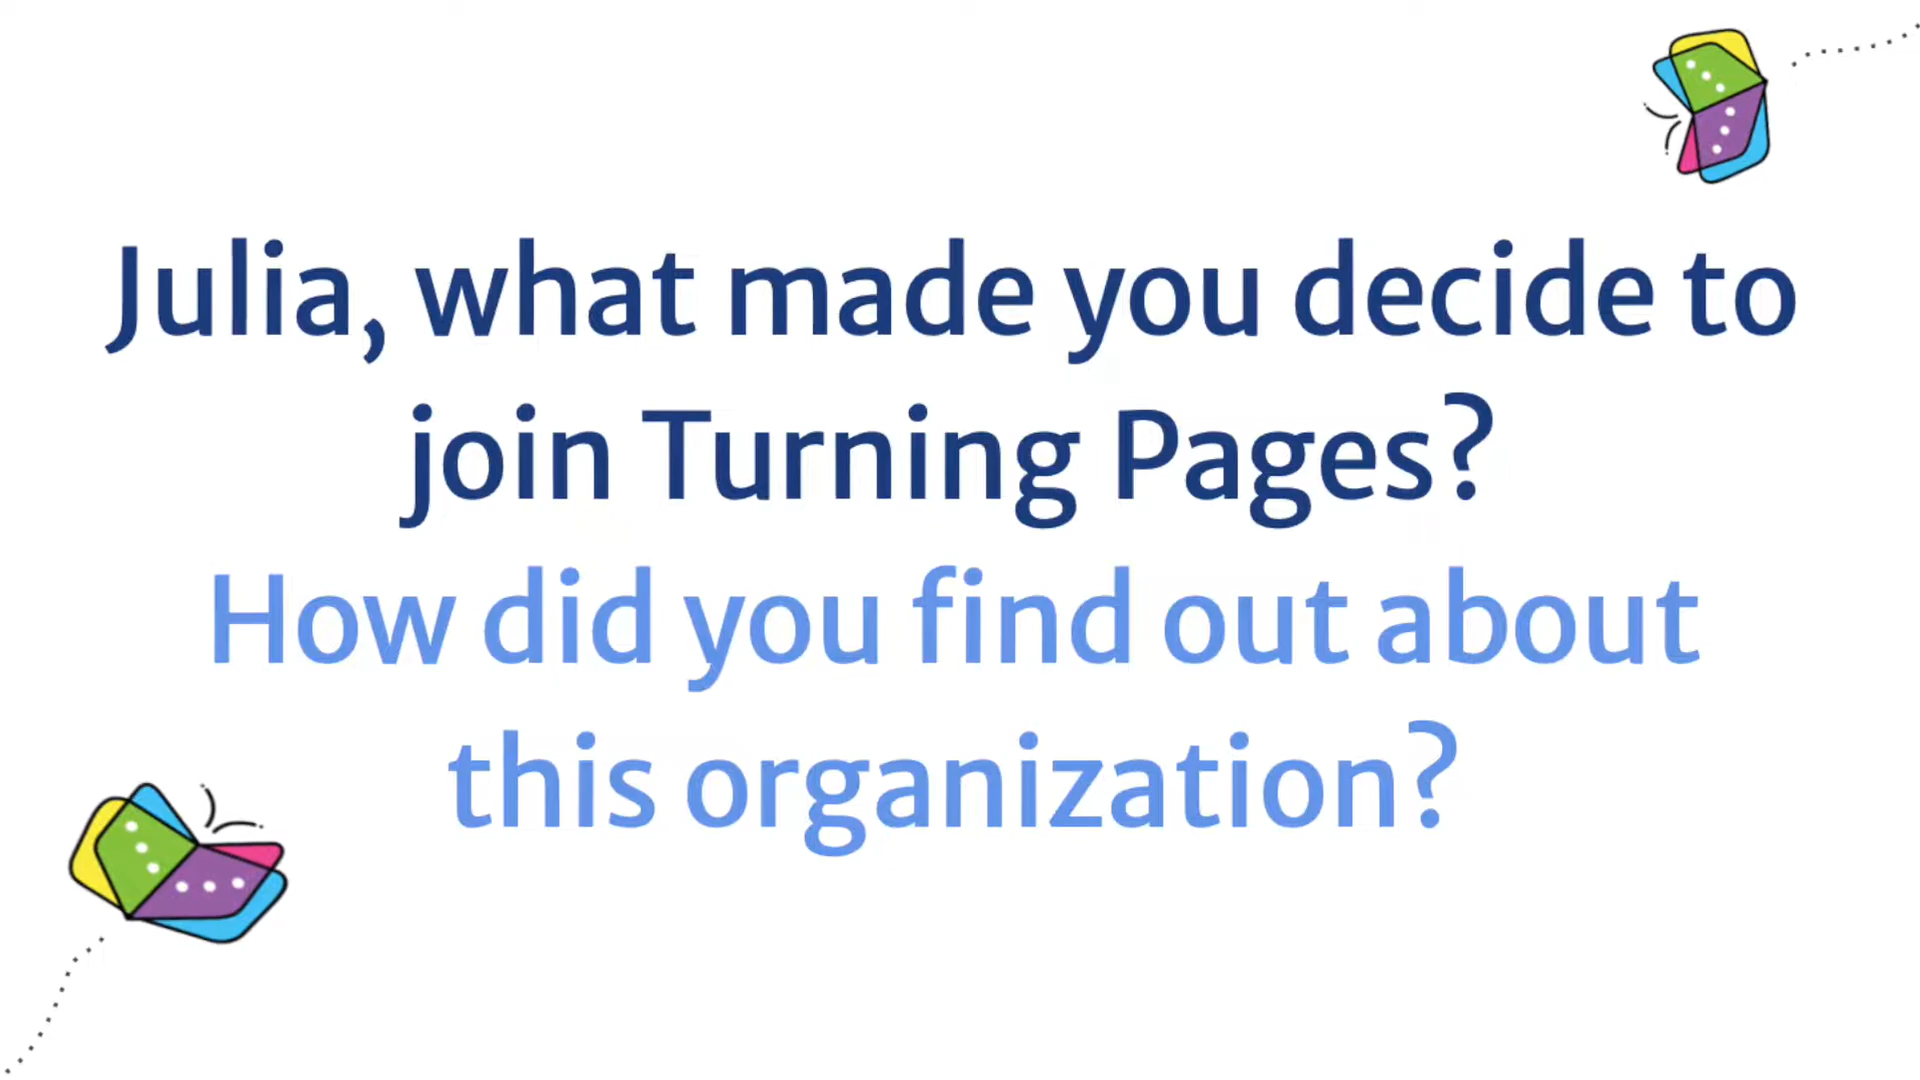 Julia, what made you decide to
join Turning Pages?
How did you find out about
this organization?